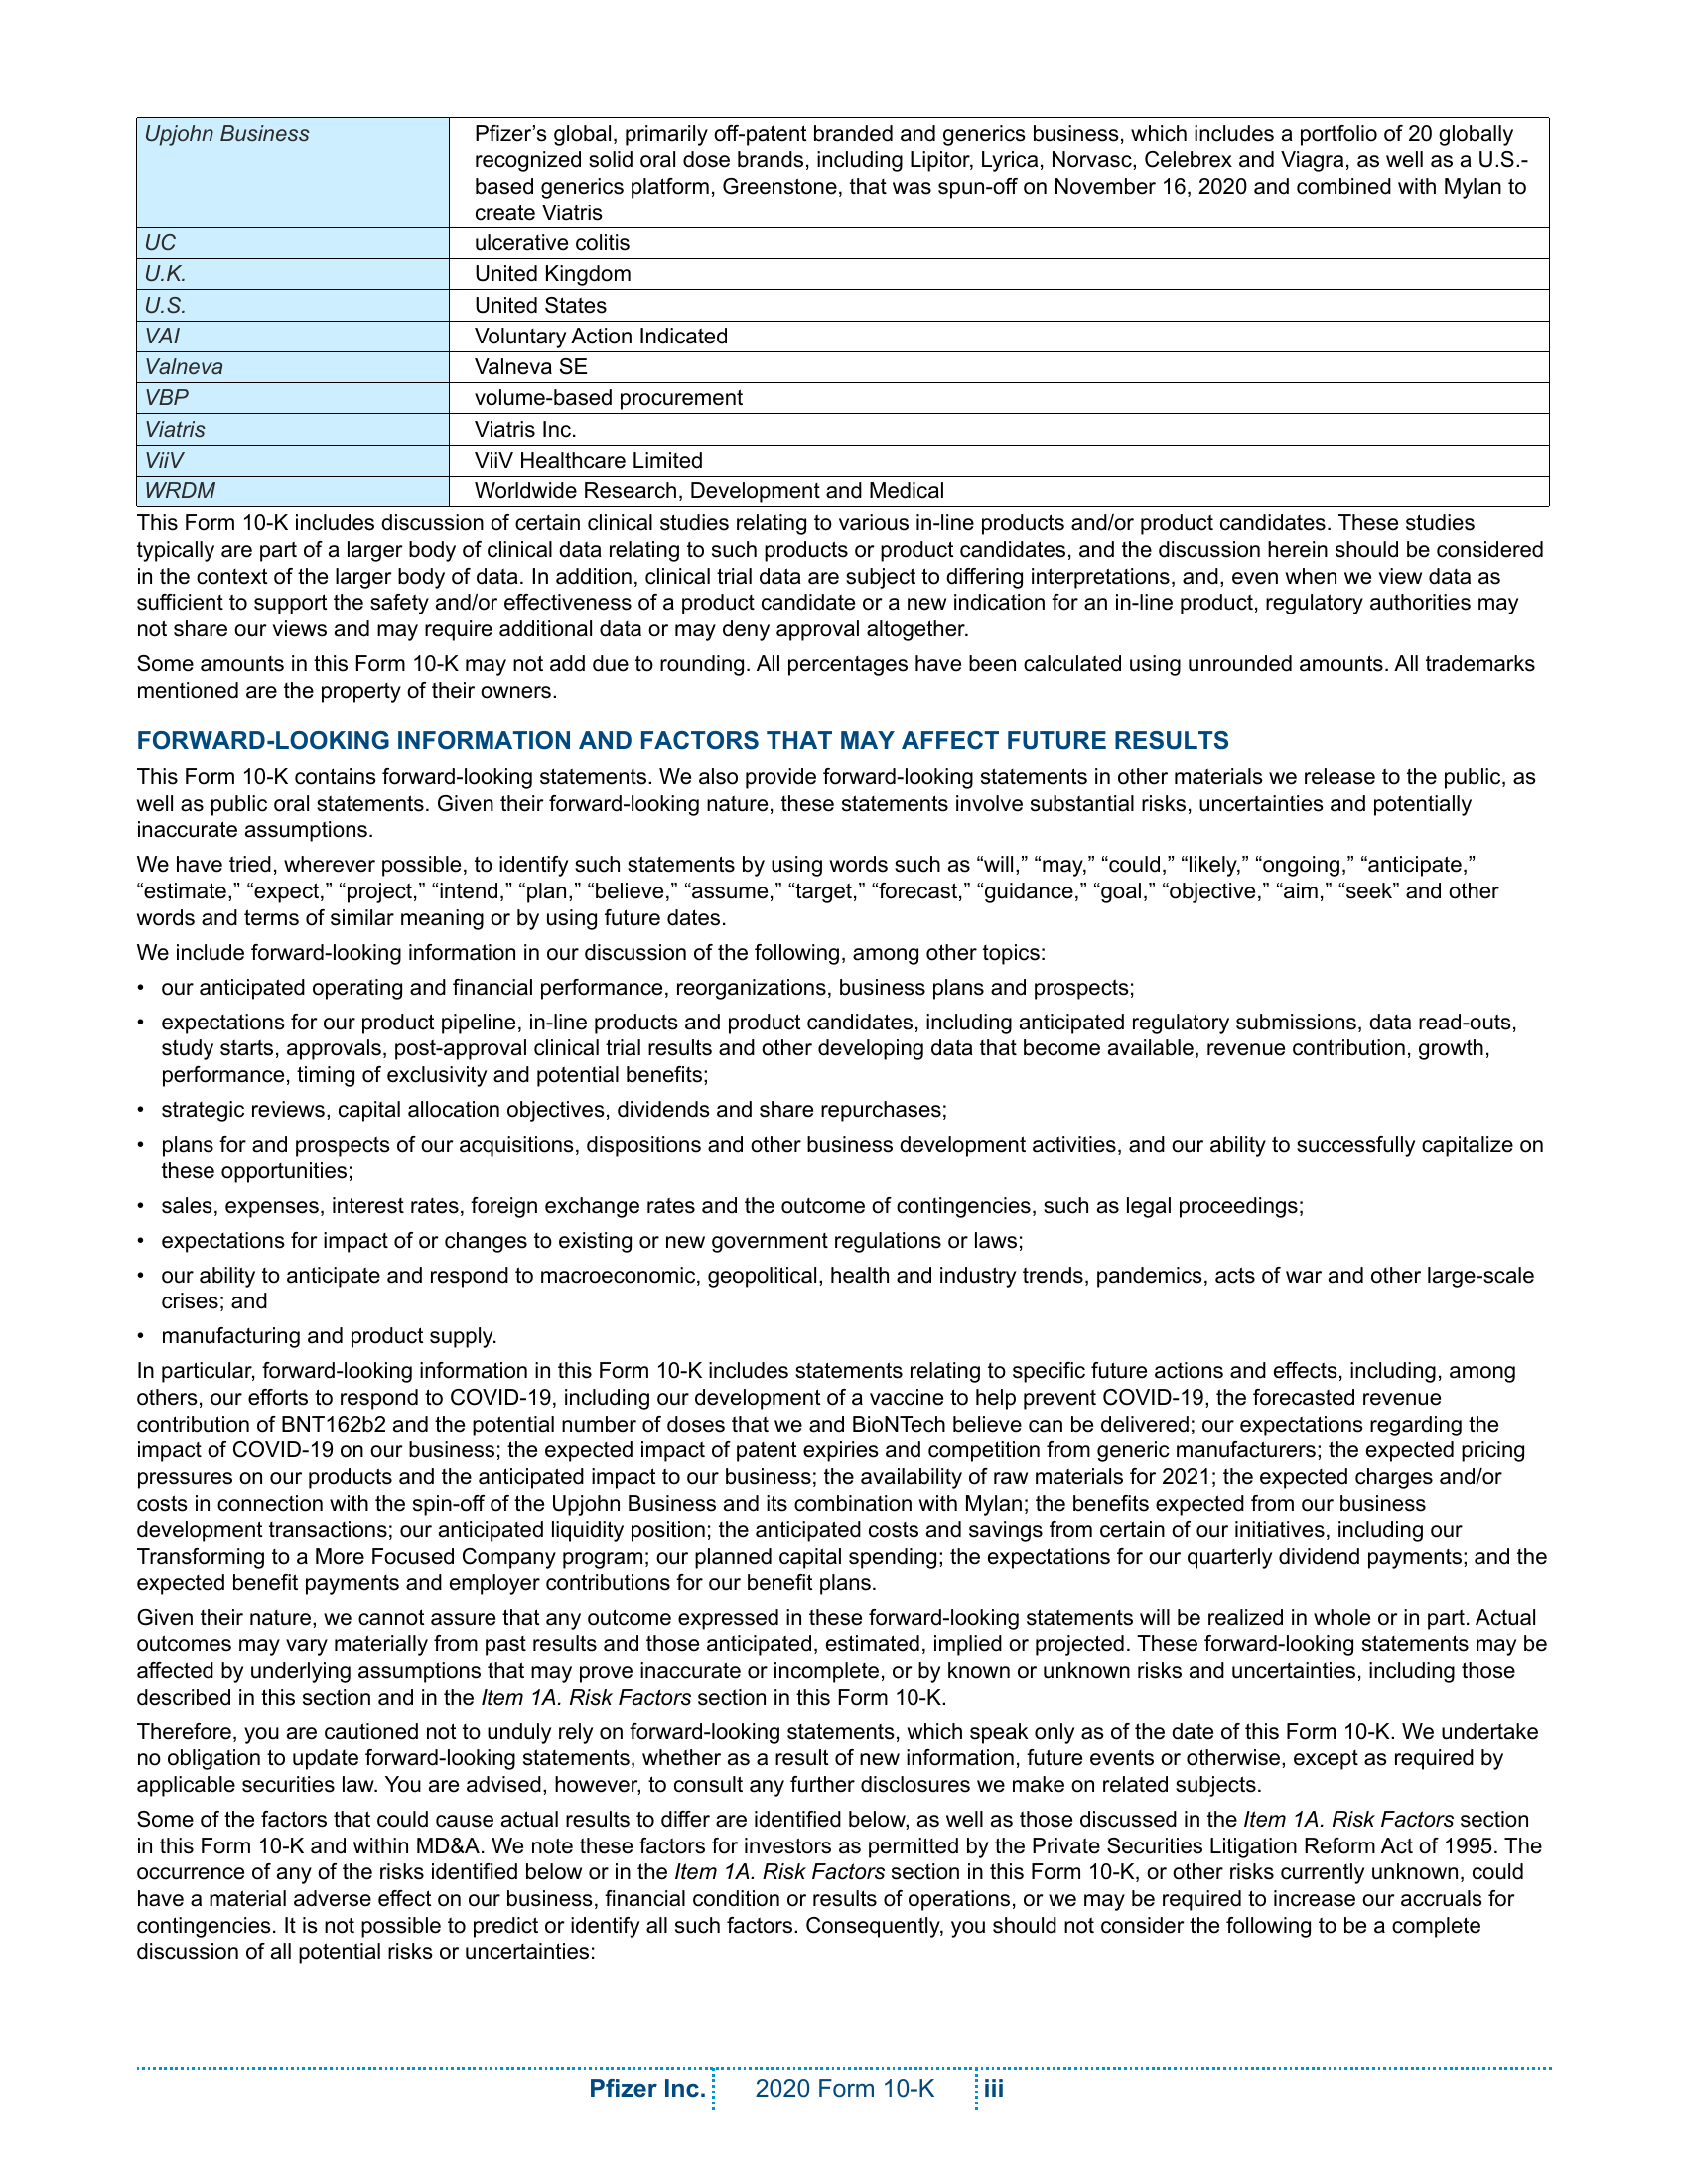 Upjohn Business
Pfizer’s global, primarily off-patent branded and generics business, which includes a portfolio of 20 globally
recognized solid oral dose brands, including Lipitor, Lyrica, Norvasc, Celebrex and Viagra, as well as a U.S.-
based generics platform, Greenstone, that was spun-off on November 16, 2020 and combined with Mylan to
create Viatris
UC ulcerative colitis
U.K. United Kingdom
U.S. United States
VAI Voluntary Action Indicated
Valneva Valneva SE
VBP volume-based procurement
Viatris Viatris Inc.
ViiV ViiV Healthcare Limited
WRDM Worldwide Research, Development and Medical
This Form 10-K includes discussion of certain clinical studies relating to various in-line products and/or product candidates. These studies
typically are part of a larger body of clinical data relating to such products or product candidates, and the discussion herein should be considered
in the context of the larger body of data. In addition, clinical trial data are subject to differing interpretations, and, even when we view data as
sufficient to support the safety and/or effectiveness of a product candidate or a new indication for an in-line product, regulatory authorities may
not share our views and may require additional data or may deny approval altogether.
Some amounts in this Form 10-K may not add due to rounding. All percentages have been calculated using unrounded amounts. All trademarks
mentioned are the property of their owners.
FORWARD-LOOKING INFORMATION AND FACTORS THAT MAY AFFECT FUTURE RESULTS
This Form 10-K contains forward-looking statements. We also provide forward-looking statements in other materials we release to the public, as
well as public oral statements. Given their forward-looking nature, these statements involve substantial risks, uncertainties and potentially
inaccurate assumptions.
We have tried, wherever possible, to identify such statements by using words such as “will,” “may,” “could,” “likely,” “ongoing,” “anticipate,”
“estimate,” “expect,” “project,” “intend,” “plan,” “believe,” “assume,” “target,” “forecast,” “guidance,” “goal,” “objective,” “aim,” “seek” and other
words and terms of similar meaning or by using future dates.
We include forward-looking information in our discussion of the following, among other topics:
• our anticipated operating and financial performance, reorganizations, business plans and prospects;
• expectations for our product pipeline, in-line products and product candidates, including anticipated regulatory submissions, data read-outs,
study starts, approvals, post-approval clinical trial results and other developing data that become available, revenue contribution, growth,
performance, timing of exclusivity and potential benefits;
• strategic reviews, capital allocation objectives, dividends and share repurchases;
• plans for and prospects of our acquisitions, dispositions and other business development activities, and our ability to successfully capitalize on
these opportunities;
• sales, expenses, interest rates, foreign exchange rates and the outcome of contingencies, such as legal proceedings;
• expectations for impact of or changes to existing or new government regulations or laws;
• our ability to anticipate and respond to macroeconomic, geopolitical, health and industry trends, pandemics, acts of war and other large-scale
crises; and
• manufacturing and product supply.
In particular, forward-looking information in this Form 10-K includes statements relating to specific future actions and effects, including, among
others, our efforts to respond to COVID-19, including our development of a vaccine to help prevent COVID-19, the forecasted revenue
contribution of BNT162b2 and the potential number of doses that we and BioNTech believe can be delivered; our expectations regarding the
impact of COVID-19 on our business; the expected impact of patent expiries and competition from generic manufacturers; the expected pricing
pressures on our products and the anticipated impact to our business; the availability of raw materials for 2021; the expected charges and/or
costs in connection with the spin-off of the Upjohn Business and its combination with Mylan; the benefits expected from our business
development transactions; our anticipated liquidity position; the anticipated costs and savings from certain of our initiatives, including our
Transforming to a More Focused Company program; our planned capital spending; the expectations for our quarterly dividend payments; and the
expected benefit payments and employer contributions for our benefit plans.
Given their nature, we cannot assure that any outcome expressed in these forward-looking statements will be realized in whole or in part. Actual
outcomes may vary materially from past results and those anticipated, estimated, implied or projected. These forward-looking statements may be
affected by underlying assumptions that may prove inaccurate or incomplete, or by known or unknown risks and uncertainties, including those
described in this section and in the Item 1A. Risk Factors section in this Form 10-K.
Therefore, you are cautioned not to unduly rely on forward-looking statements, which speak only as of the date of this Form 10-K. We undertake
no obligation to update forward-looking statements, whether as a result of new information, future events or otherwise, except as required by
applicable securities law. You are advised, however, to consult any further disclosures we make on related subjects.
Some of the factors that could cause actual results to differ are identified below, as well as those discussed in the Item 1A. Risk Factors section
in this Form 10-K and within MD&A. We note these factors for investors as permitted by the Private Securities Litigation Reform Act of 1995. The
occurrence of any of the risks identified below or in the Item 1A. Risk Factors section in this Form 10-K, or other risks currently unknown, could
have a material adverse effect on our business, financial condition or results of operations, or we may be required to increase our accruals for
contingencies. It is not possible to predict or identify all such factors. Consequently, you should not consider the following to be a complete
discussion of all potential risks or uncertainties:
Pfizer Inc. 2020 Form 10-K iii